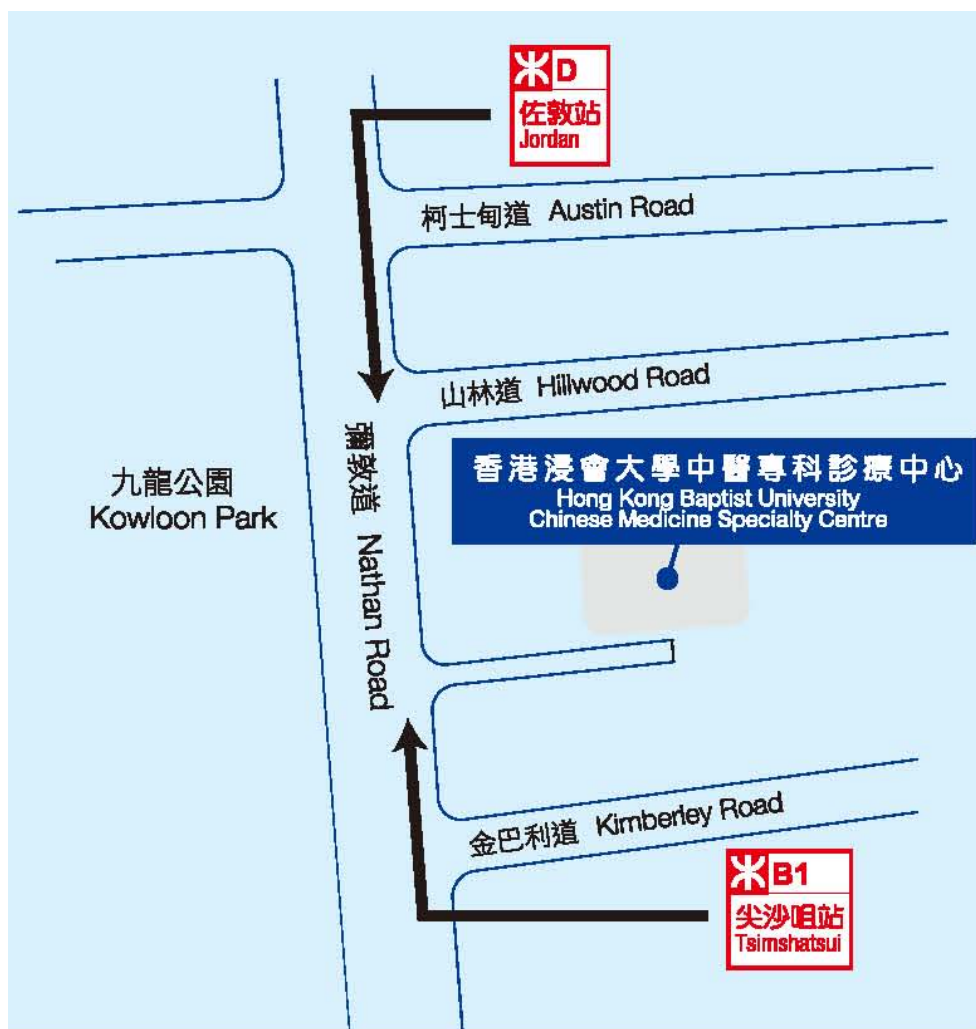 D
佐敦站
Jordan
柯士甸道 Austin Road
山林道 Hillwood Road
香港浸會大學中醫專科診療中心
Hong Kong Baptist University
Chinese Medicine Specialty Centre
九龍公園
Kowloon Park
彌敦道 Nathan Road
金巴利道 Kimberley Road
B1
尖沙咀站
Tsimshatsui